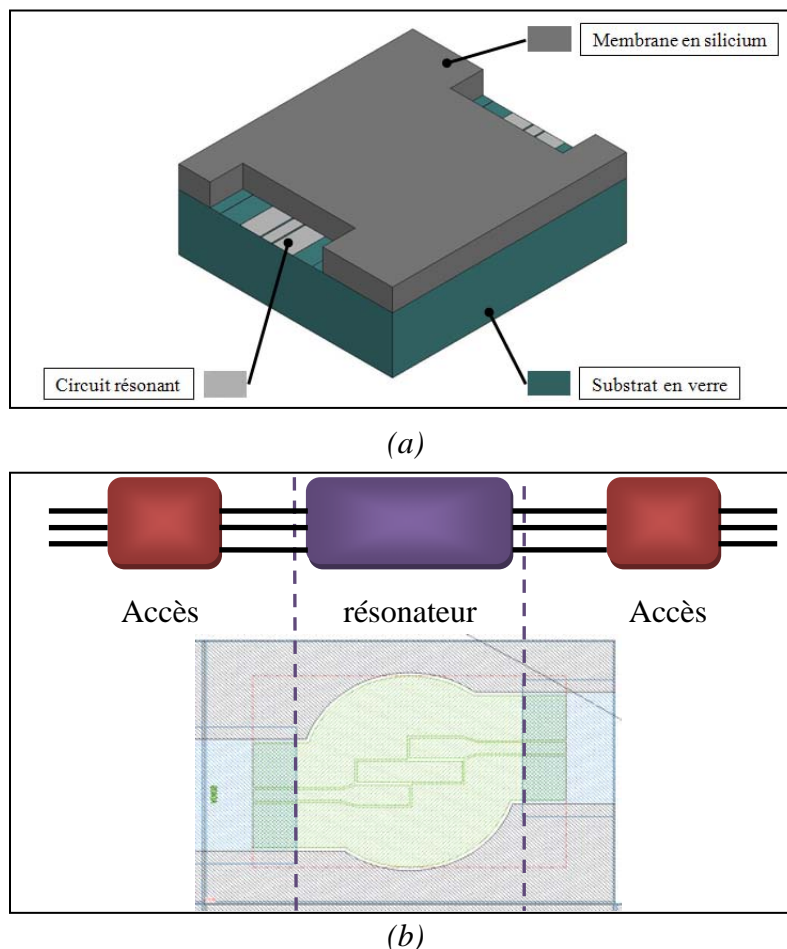 Membrane en silicium
Circuit résonant
Substrat en verre
(a)
Accès résonateur Accès
(b)